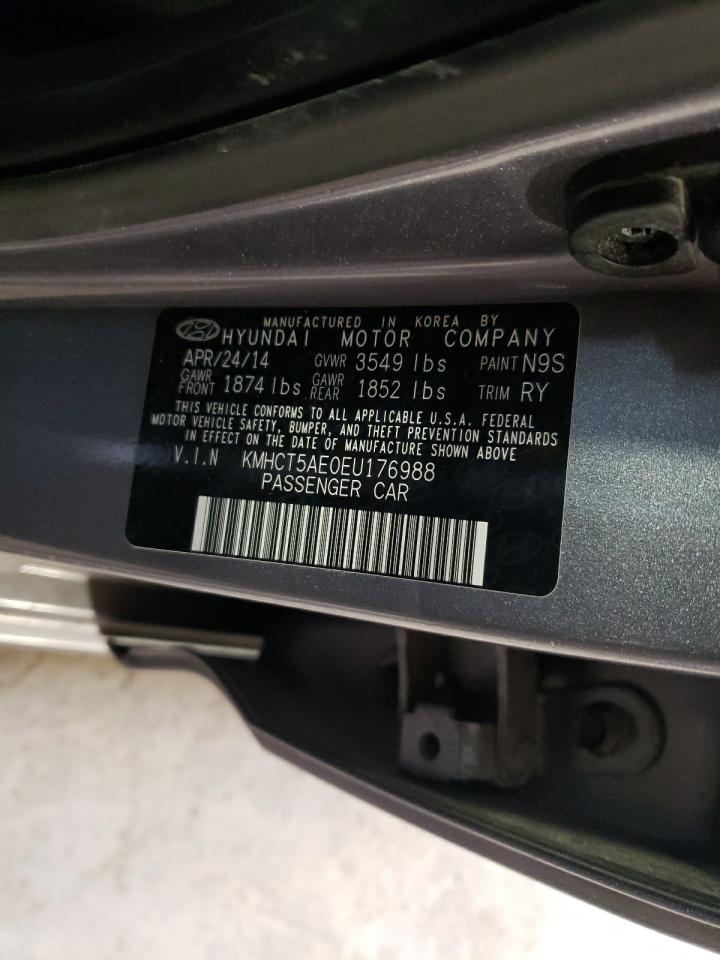 MANUFACTURED IN KOREA BY
HYUNDAI MOTOR COMPANY
APR/24/14 GVWR 3549 lbs PAINT N9S
GAWR FRONT 1874 lbs GAWR REAR 1852 lbs TRIM RY
THIS VEHICLE CONFORMS TO ALL APPLICABLE U.S.A. FEDERAL
MOTOR VEHICLE SAFETY, BUMPER, AND THEFT PREVENTION STANDARDS
IN EFFECT ON THE DATE OF MANUFACTURE SHOWN ABOVE
V.I.N KMHCT5AE0EU176988
PASSENGER CAR